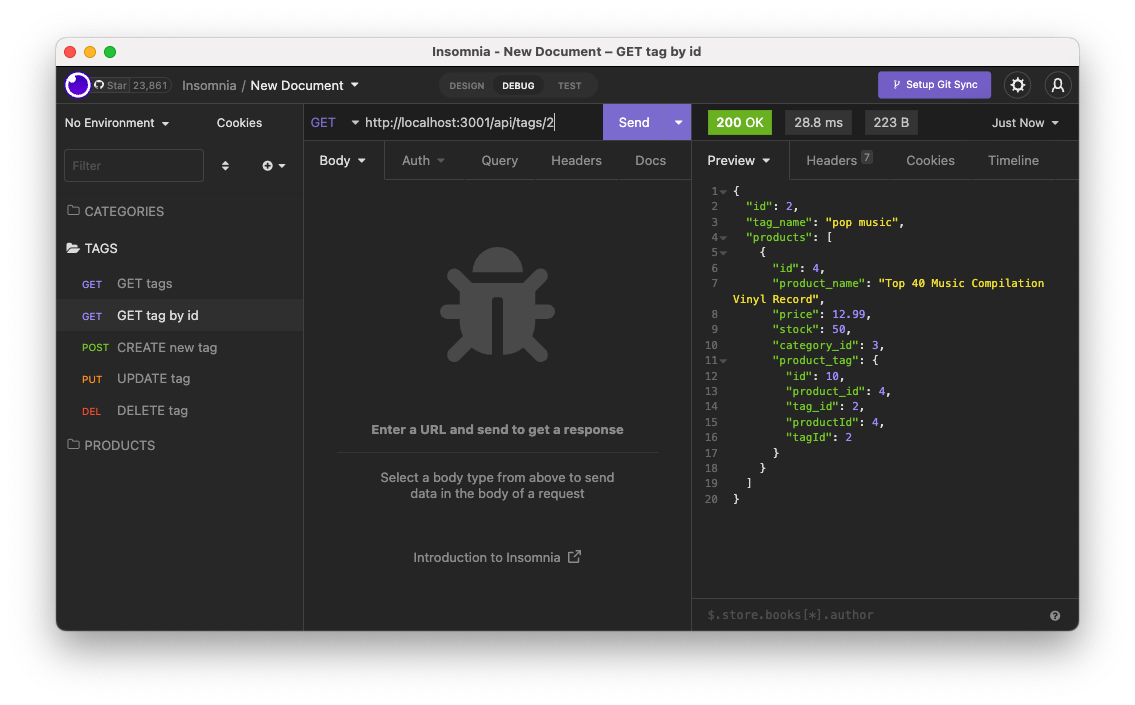 Insomnia - New Document – GET tag by id
Star 23,861
Insomnia / New Document
DESIGN DEBUG TEST
Setup Git Sync
No Environment
Cookies
Filter
CATEGORIES
TAGS
GET GET tags
GET GET tag by id
POST CREATE new tag
PUT UPDATE tag
DEL DELETE tag
PRODUCTS
GET http://localhost:3001/api/tags/2 Send
Body Auth Query Headers Docs
Enter a URL and send to get a response
Select a body type from above to send
data in the body of a request
Introduction to Insomnia
200 OK 28.8 ms 223 B Just Now
Preview Headers 7 Cookies Timeline
1 {
2 "id": 2,
3 "tag_name": "pop music",
4 "products": [
5 {
6 "id": 4,
7 "product_name": "Top 40 Music Compilation
Vinyl Record",
8 "price": 12.99,
9 "stock": 50,
10 "category_id": 3,
11 "product_tag": {
12 "id": 10,
13 "product_id": 4,
14 "tag_id": 2,
15 "productId": 4,
16 "tagId": 2
17 }
18 }
19 ]
20 }
$.store.books[*].author